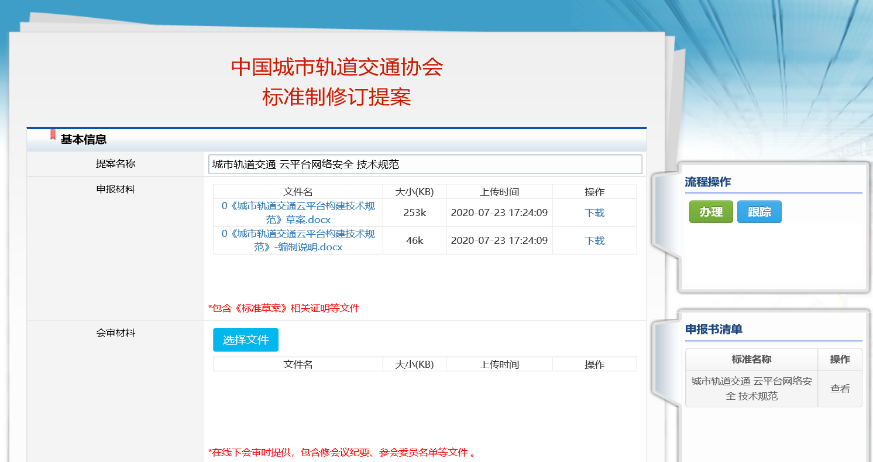 中国城市轨道交通协会
标准制修订提案
基本信息
提案名称
城市轨道交通 云平台网络安全 技术规范
申报材料
文件名 大小(KB) 上传时间 操作
0《城市轨道交通云平台构建技术规
范》草案.docx
253k 2020-07-23 17:24:09 下载
0《城市轨道交通云平台构建技术规
范》-编制说明.docx
46k 2020-07-23 17:24:09 下载
*包含《标准草案》相关证明等文件
会审材料
选择文件
文件名 大小(KB) 上传时间 操作
*在线下会审时提供，包含修会议纪要、参会委员名单等文件 。
流程操作
办理 跟踪
申报书清单
标准名称 操作
城市轨道交通 云平台网络安
全 技术规范
查看